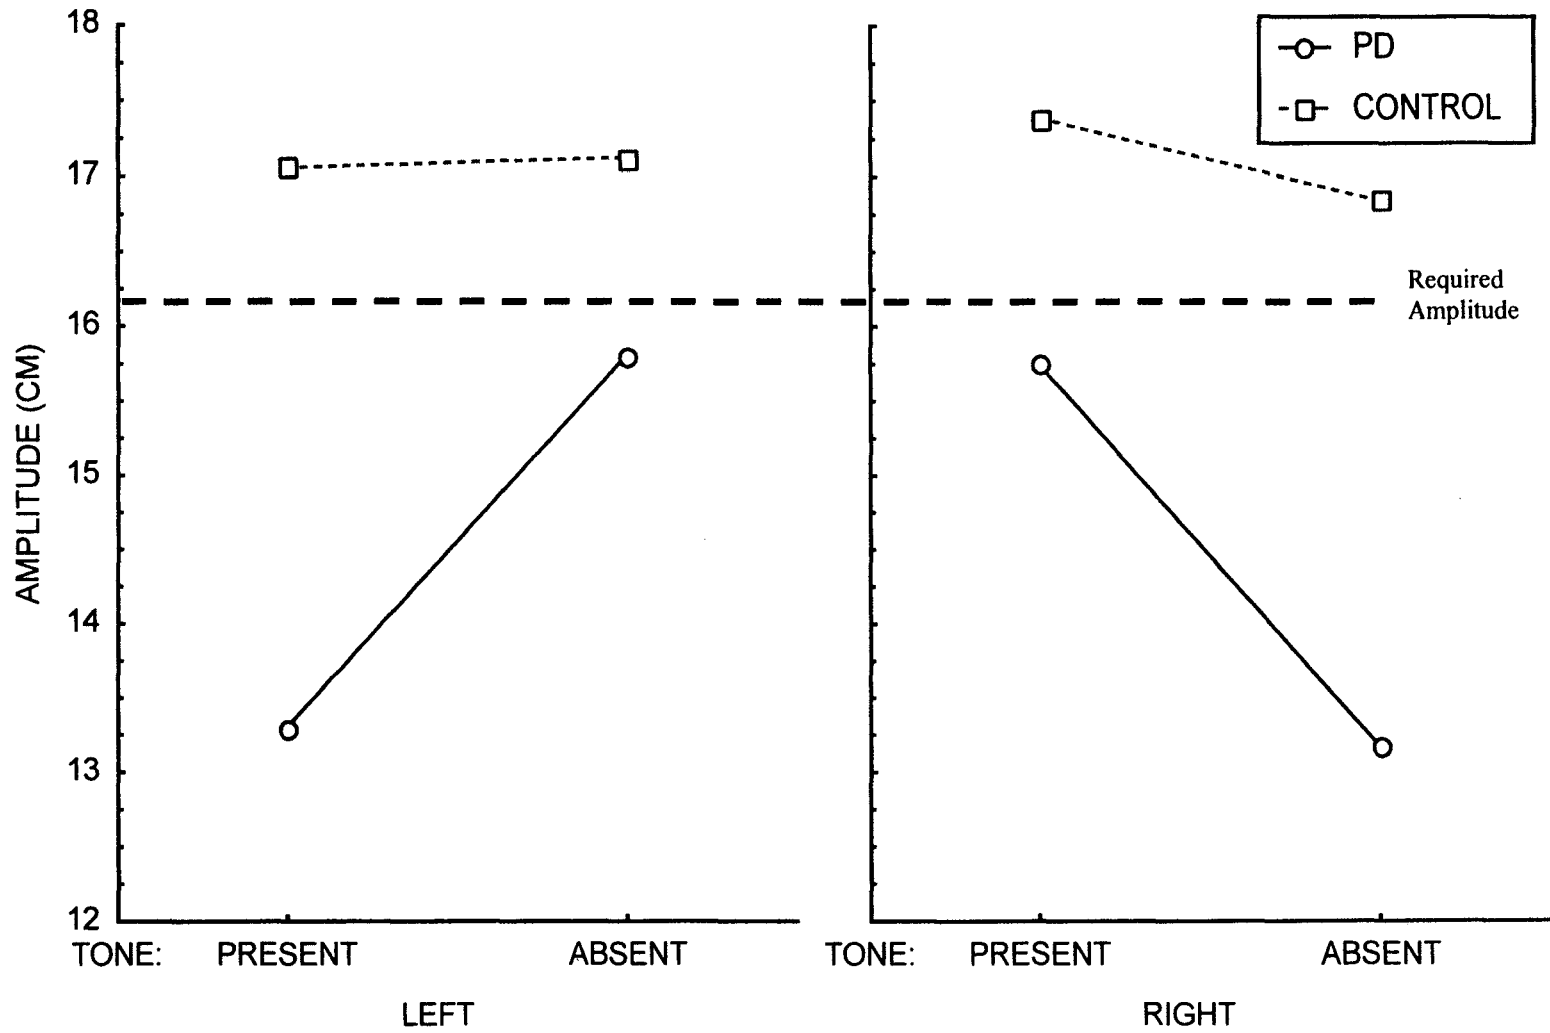 18
17
16
15
14
13
12
AMPLITUDE (CM)
PD
CONTROL
Required
Amplitude
TONE: PRESENT ABSENT
TONE: PRESENT ABSENT
LEFT
RIGHT